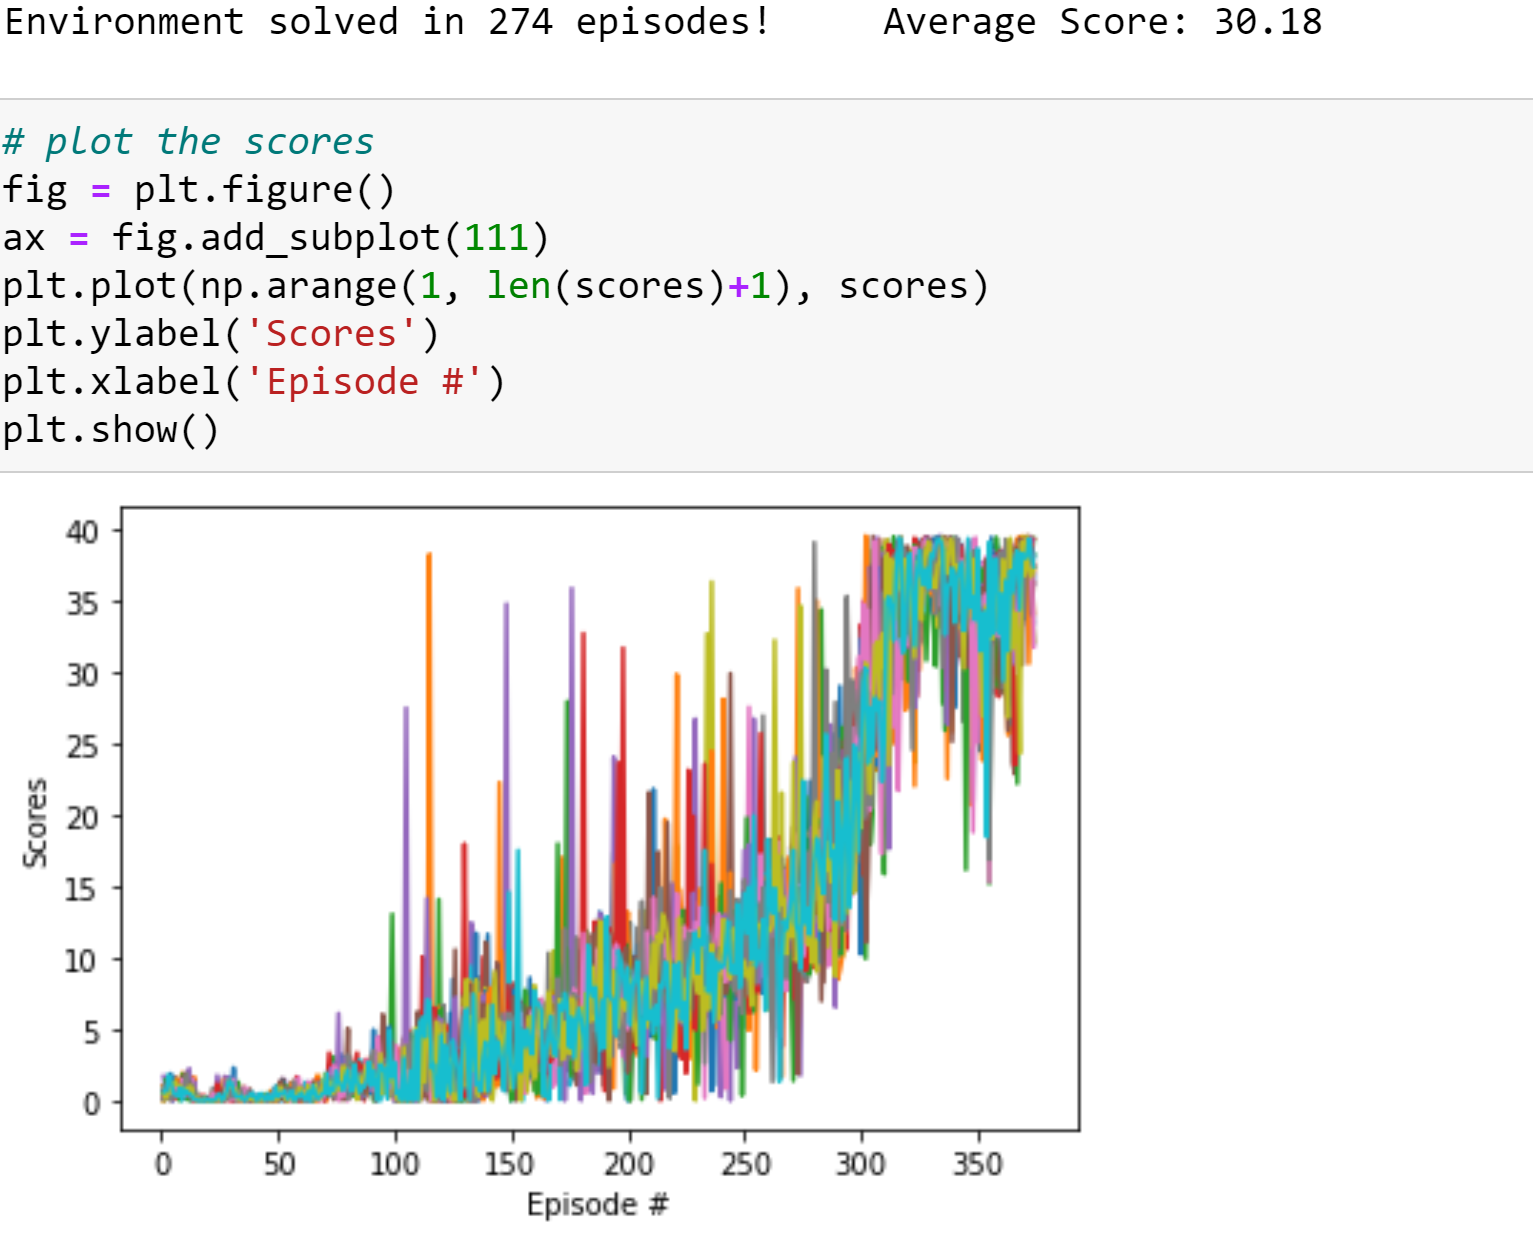 Environment solved in 274 episodes!     Average Score: 30.18
# plot the scores
fig = plt.figure()
ax = fig.add_subplot(111)
plt.plot(np.arange(1, len(scores)+1), scores)
plt.ylabel('Scores')
plt.xlabel('Episode #')
plt.show()
40
35
30
25
20
15
10
5
0
Scores
0 50 100 150 200 250 300 350
Episode #